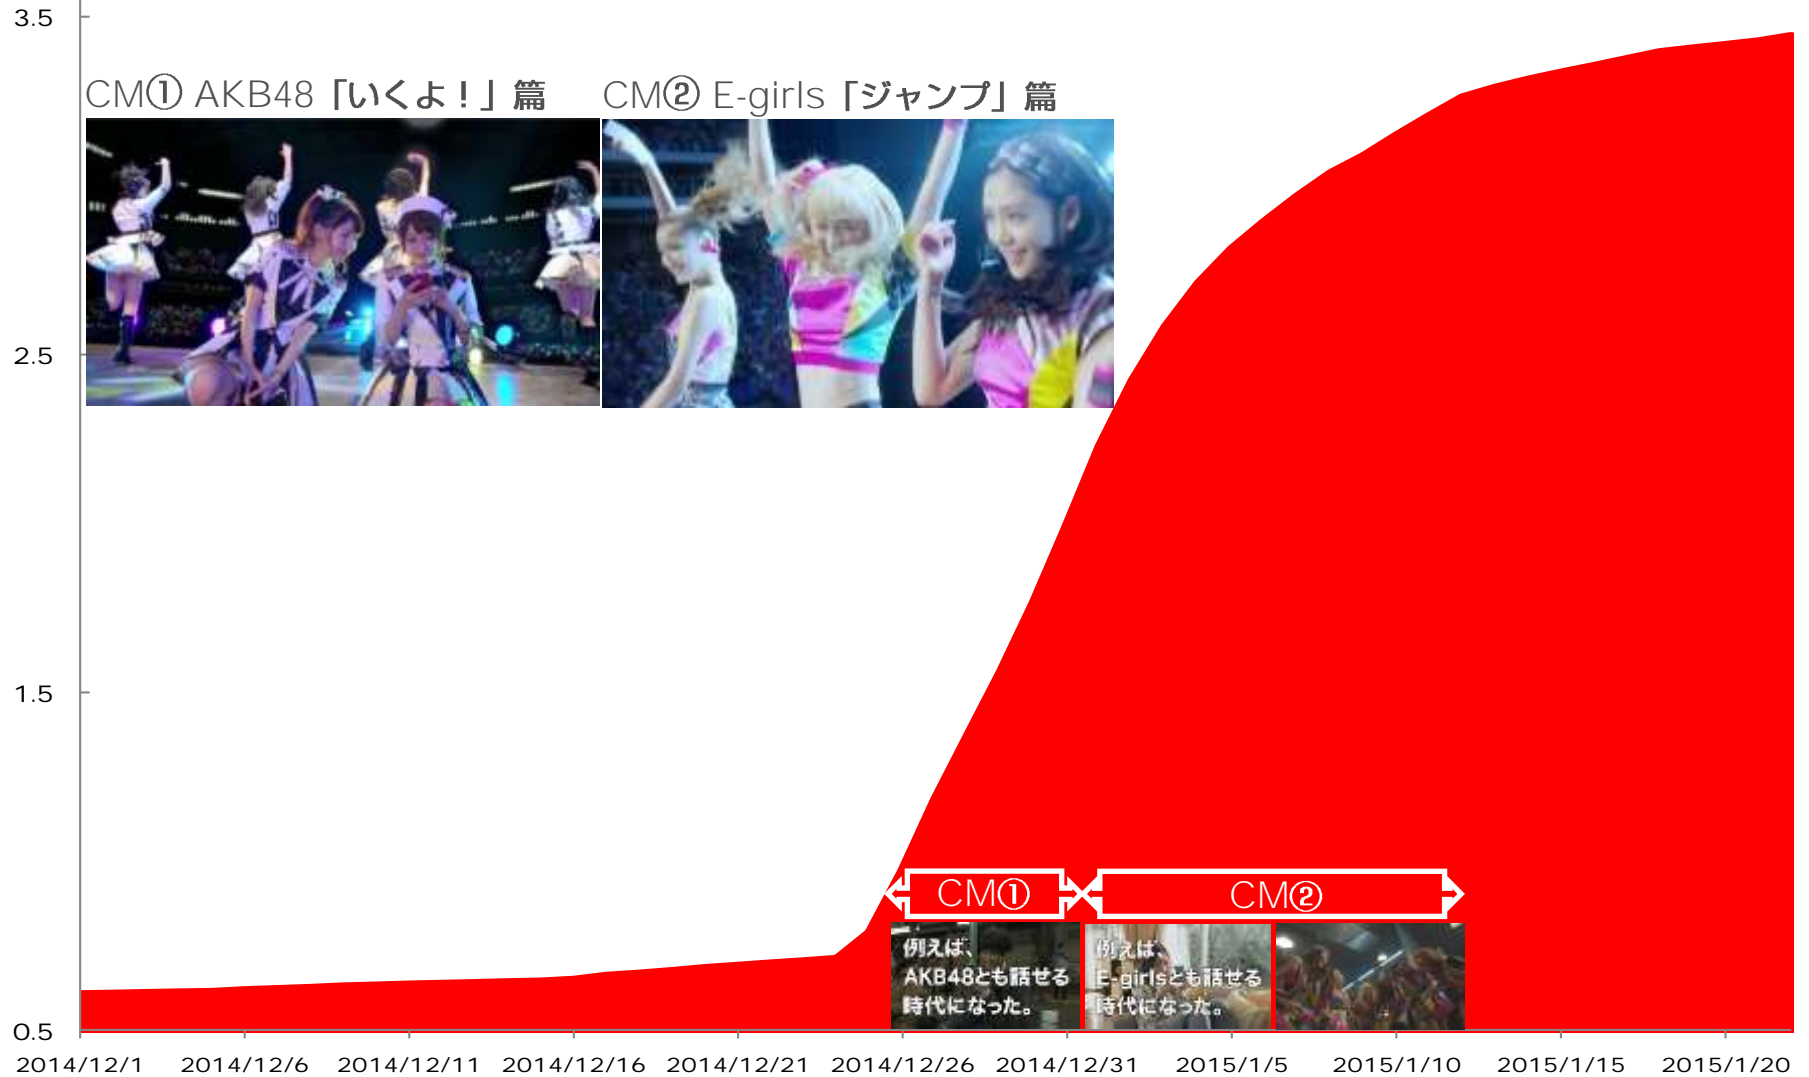 3.5
CM① AKB48「いくよ！」篇
CM② E-girls「ジャンプ」篇
2.5
1.5
CM①
CM②
例えば、
AKB48とも話せる
時代になった。
例えば、
E-girlsとも話せる
時代になった。
0.5
2014/12/1
2014/12/6
2014/12/11
2014/12/16
2014/12/21
2014/12/26
2014/12/31
2015/1/5
2015/1/10
2015/1/15
2015/1/20